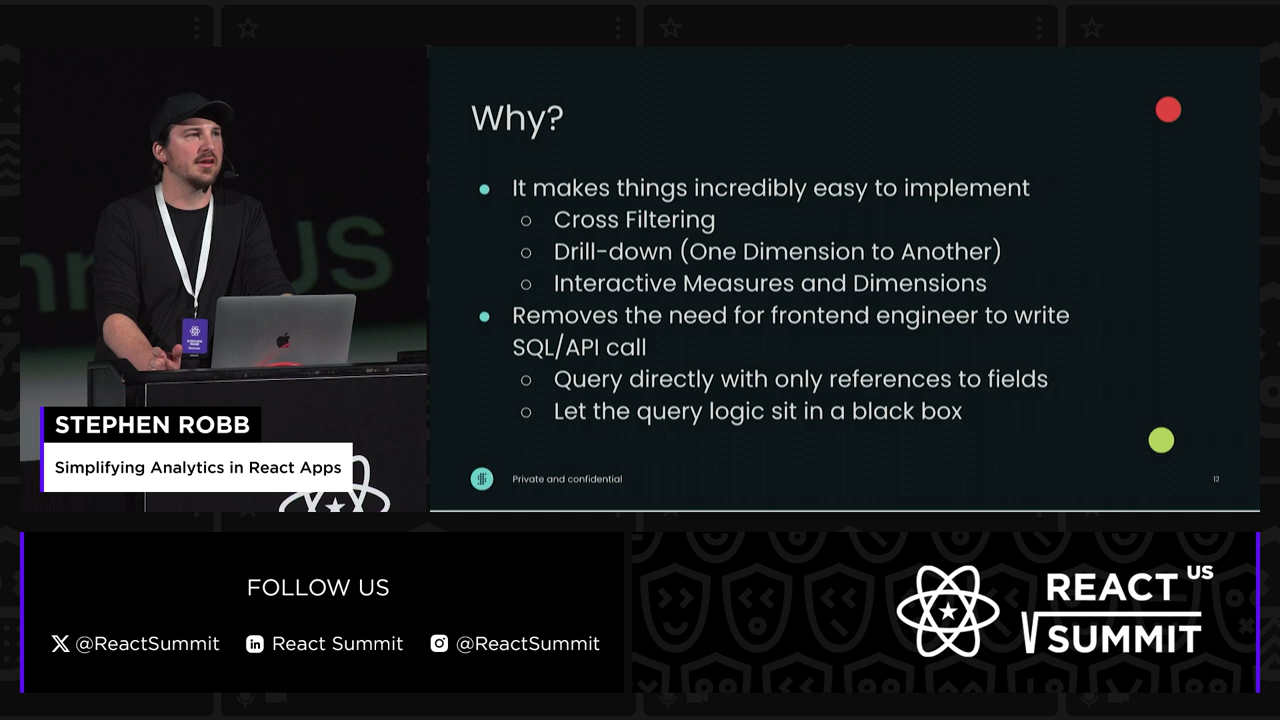 Why?
It makes things incredibly easy to implement
Cross Filtering
Drill-down (One Dimension to Another)
Interactive Measures and Dimensions
Removes the need for frontend engineer to write
SQL/API call
Query directly with only references to fields
Let the query logic sit in a black box
Private and confidential
12
US
STEPHEN ROBB
Simplifying Analytics in React Apps
FOLLOW US
@ReactSummit
React Summit
@ReactSummit
REACT US
SUMMIT